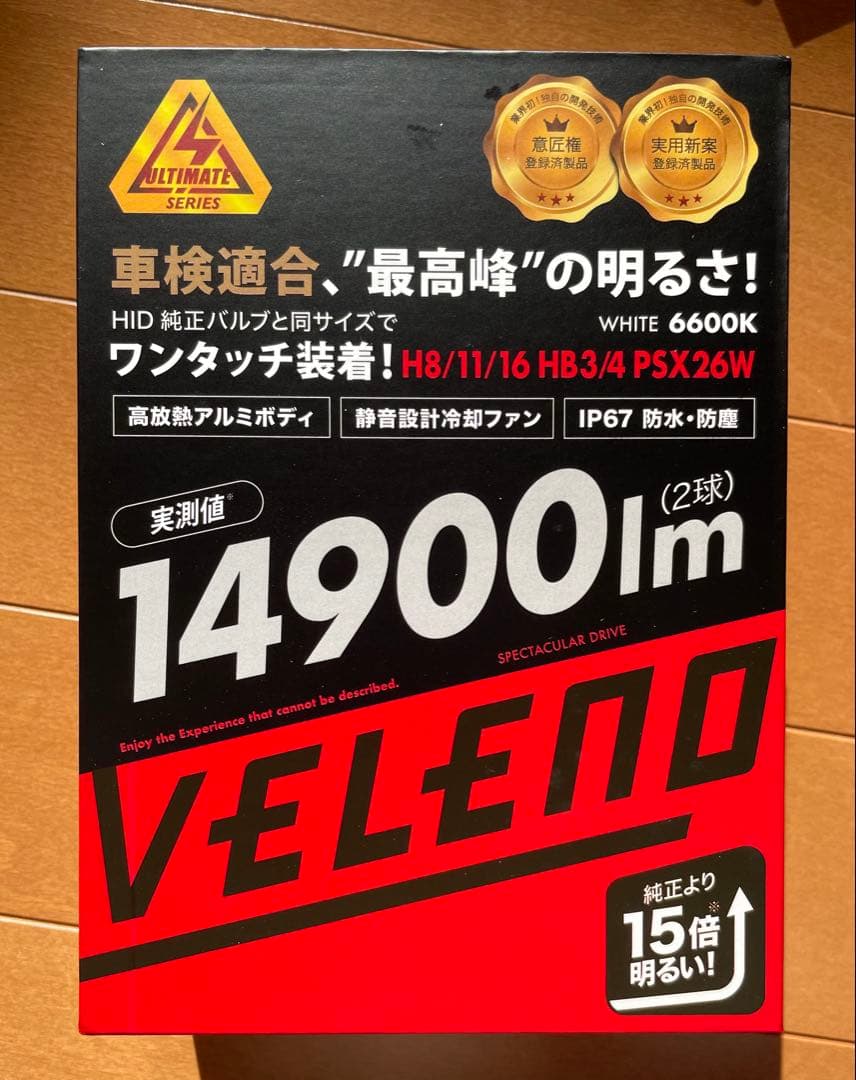 ULTIMATE
SERIES
業界初！独自の開発技術
意匠権
登録済製品
業界初！独自の開発技術
実用新案
登録済製品
車検適合、"最高峰"の明るさ！
HID 純正バルブと同サイズで
WHITE 6600K
ワンタッチ装着！H8/11/16 HB3/4 PSX26W
高放熱アルミボディ
静音設計冷却ファン
IP67 防水・防塵
実測値※
14900lm
(2球)
SPECTACULAR DRIVE
Enjoy the Experience that cannot be described.
VELENO
純正より
15倍※
明るい！